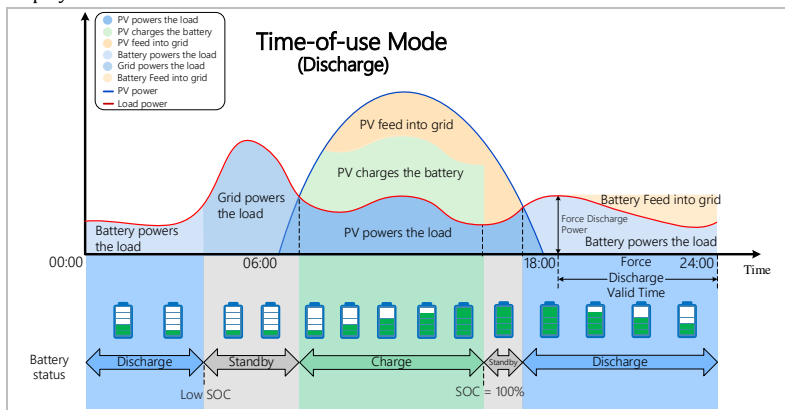 PV powers the load
PV charges the battery
PV feed into grid
Battery powers the load
Grid powers the load
Battery Feed into grid
PV power
Load power
Time-of-use Mode
(Discharge)
PV feed into grid
PV charges the battery
Grid powers
the load
PV powers the load
Battery powers
the load
Battery Feed into grid
Force Discharge
Power
Battery powers the load
00:00
06:00
18:00
24:00
Time
Force
Discharge
Valid Time
Battery
status
Discharge
Standby
Charge
Standby
Discharge
Low SOC
SOC = 100%